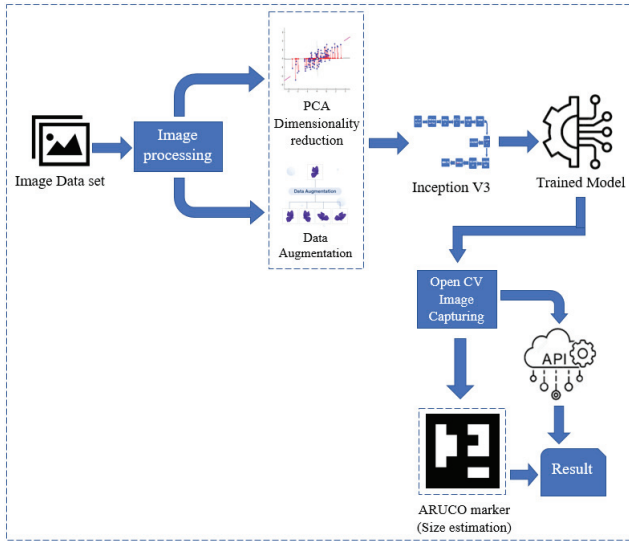 Image Data set
Image
processing
PCA
Dimensionality
reduction
Data Augmentation
Data
Augmentation
Inception V3
Trained Model
Open CV
Image
Capturing
API
ARUCO marker
(Size estimation)
Result